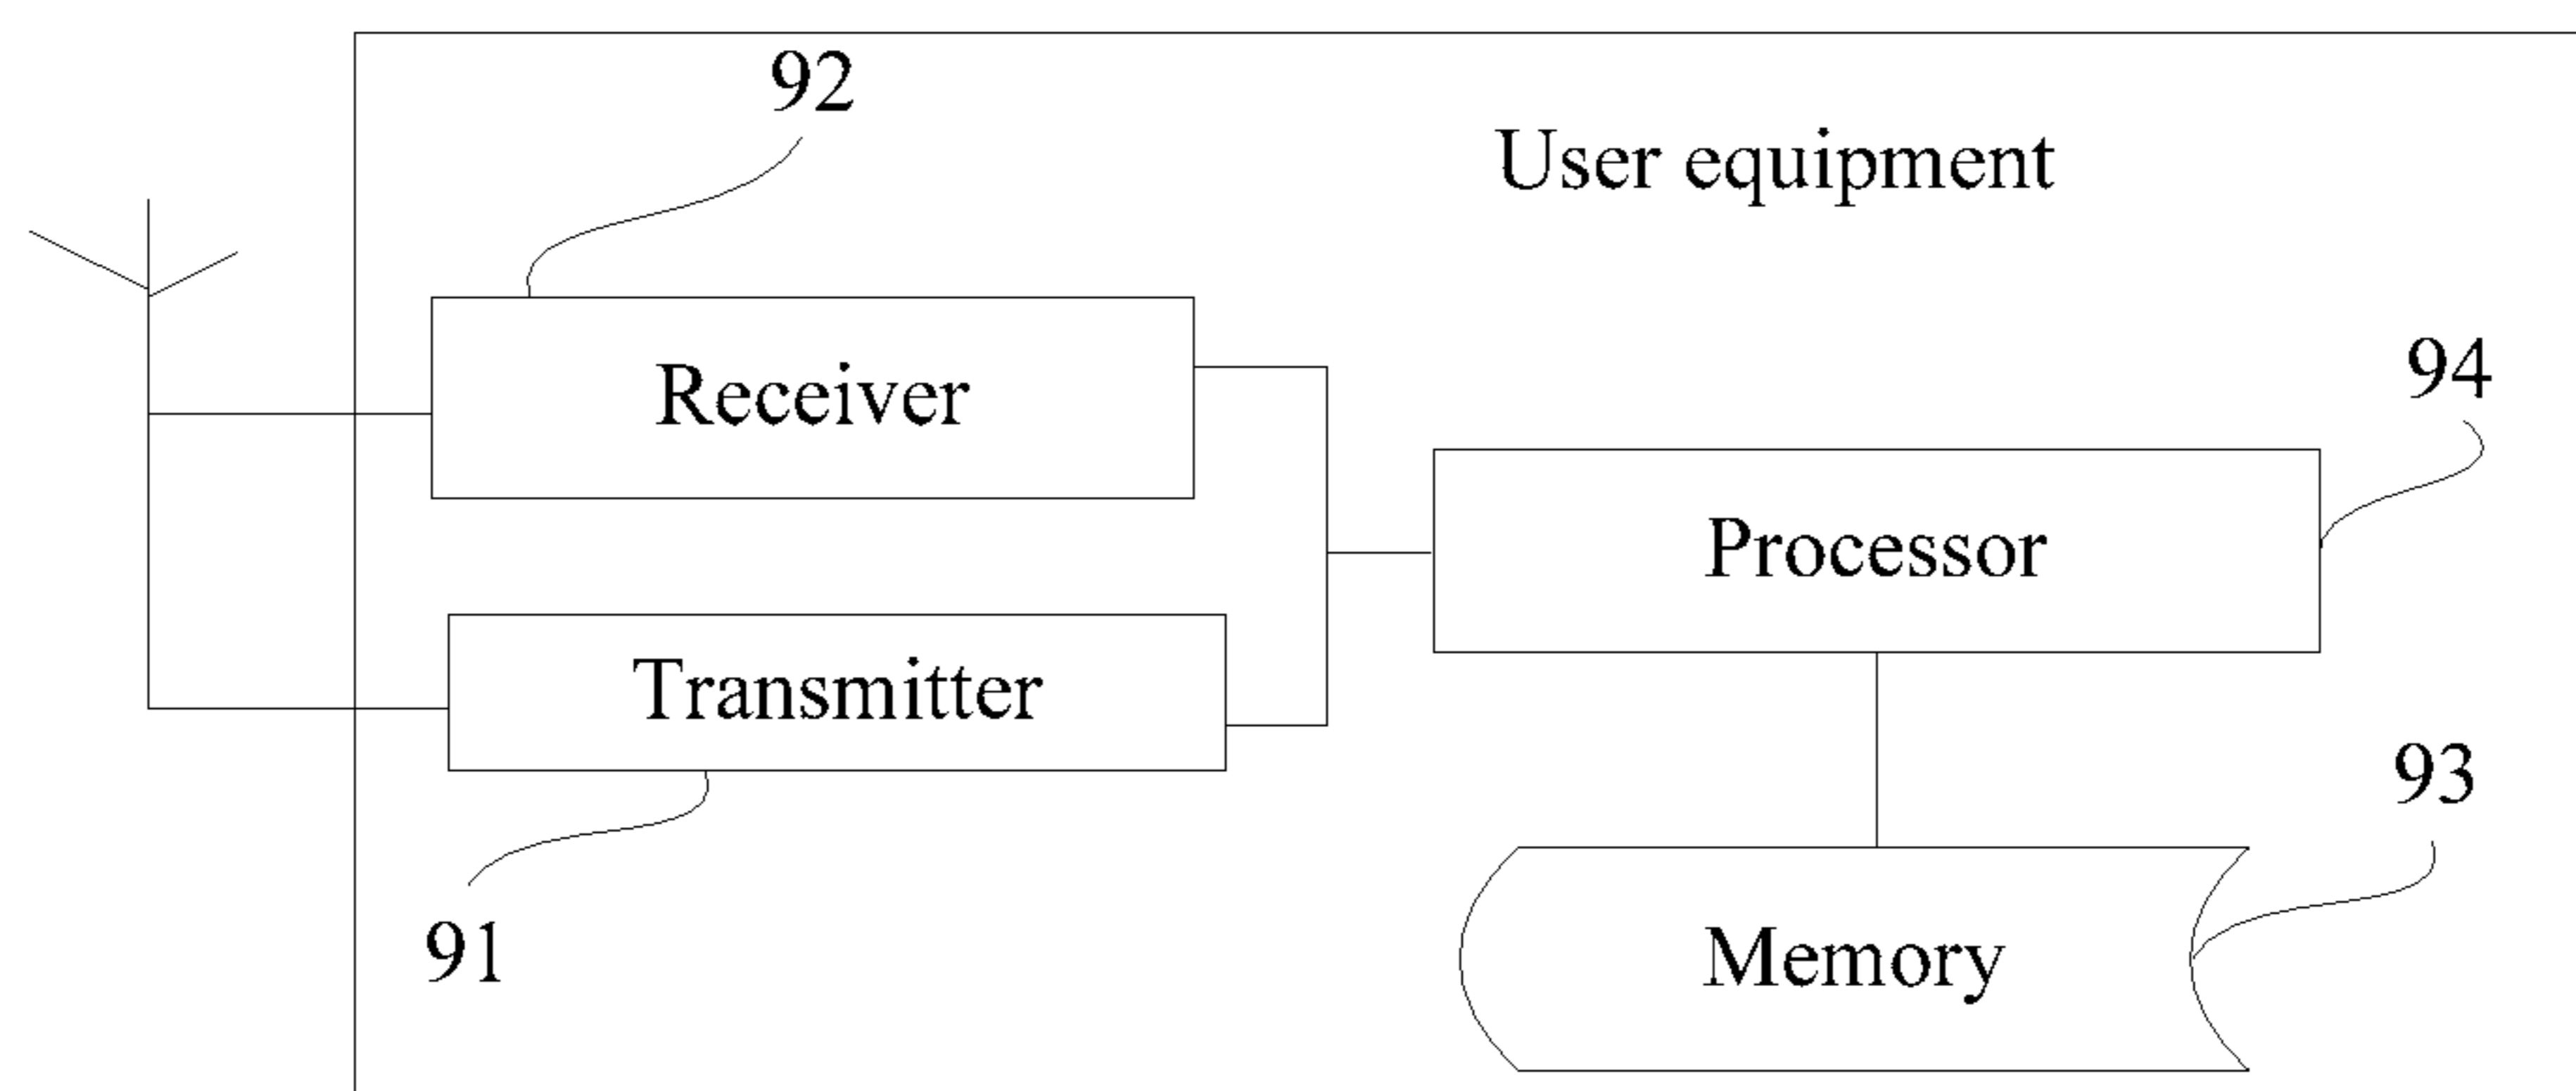 92
User equipment
Receiver
94
Processor
Transmitter
93
91
Memory